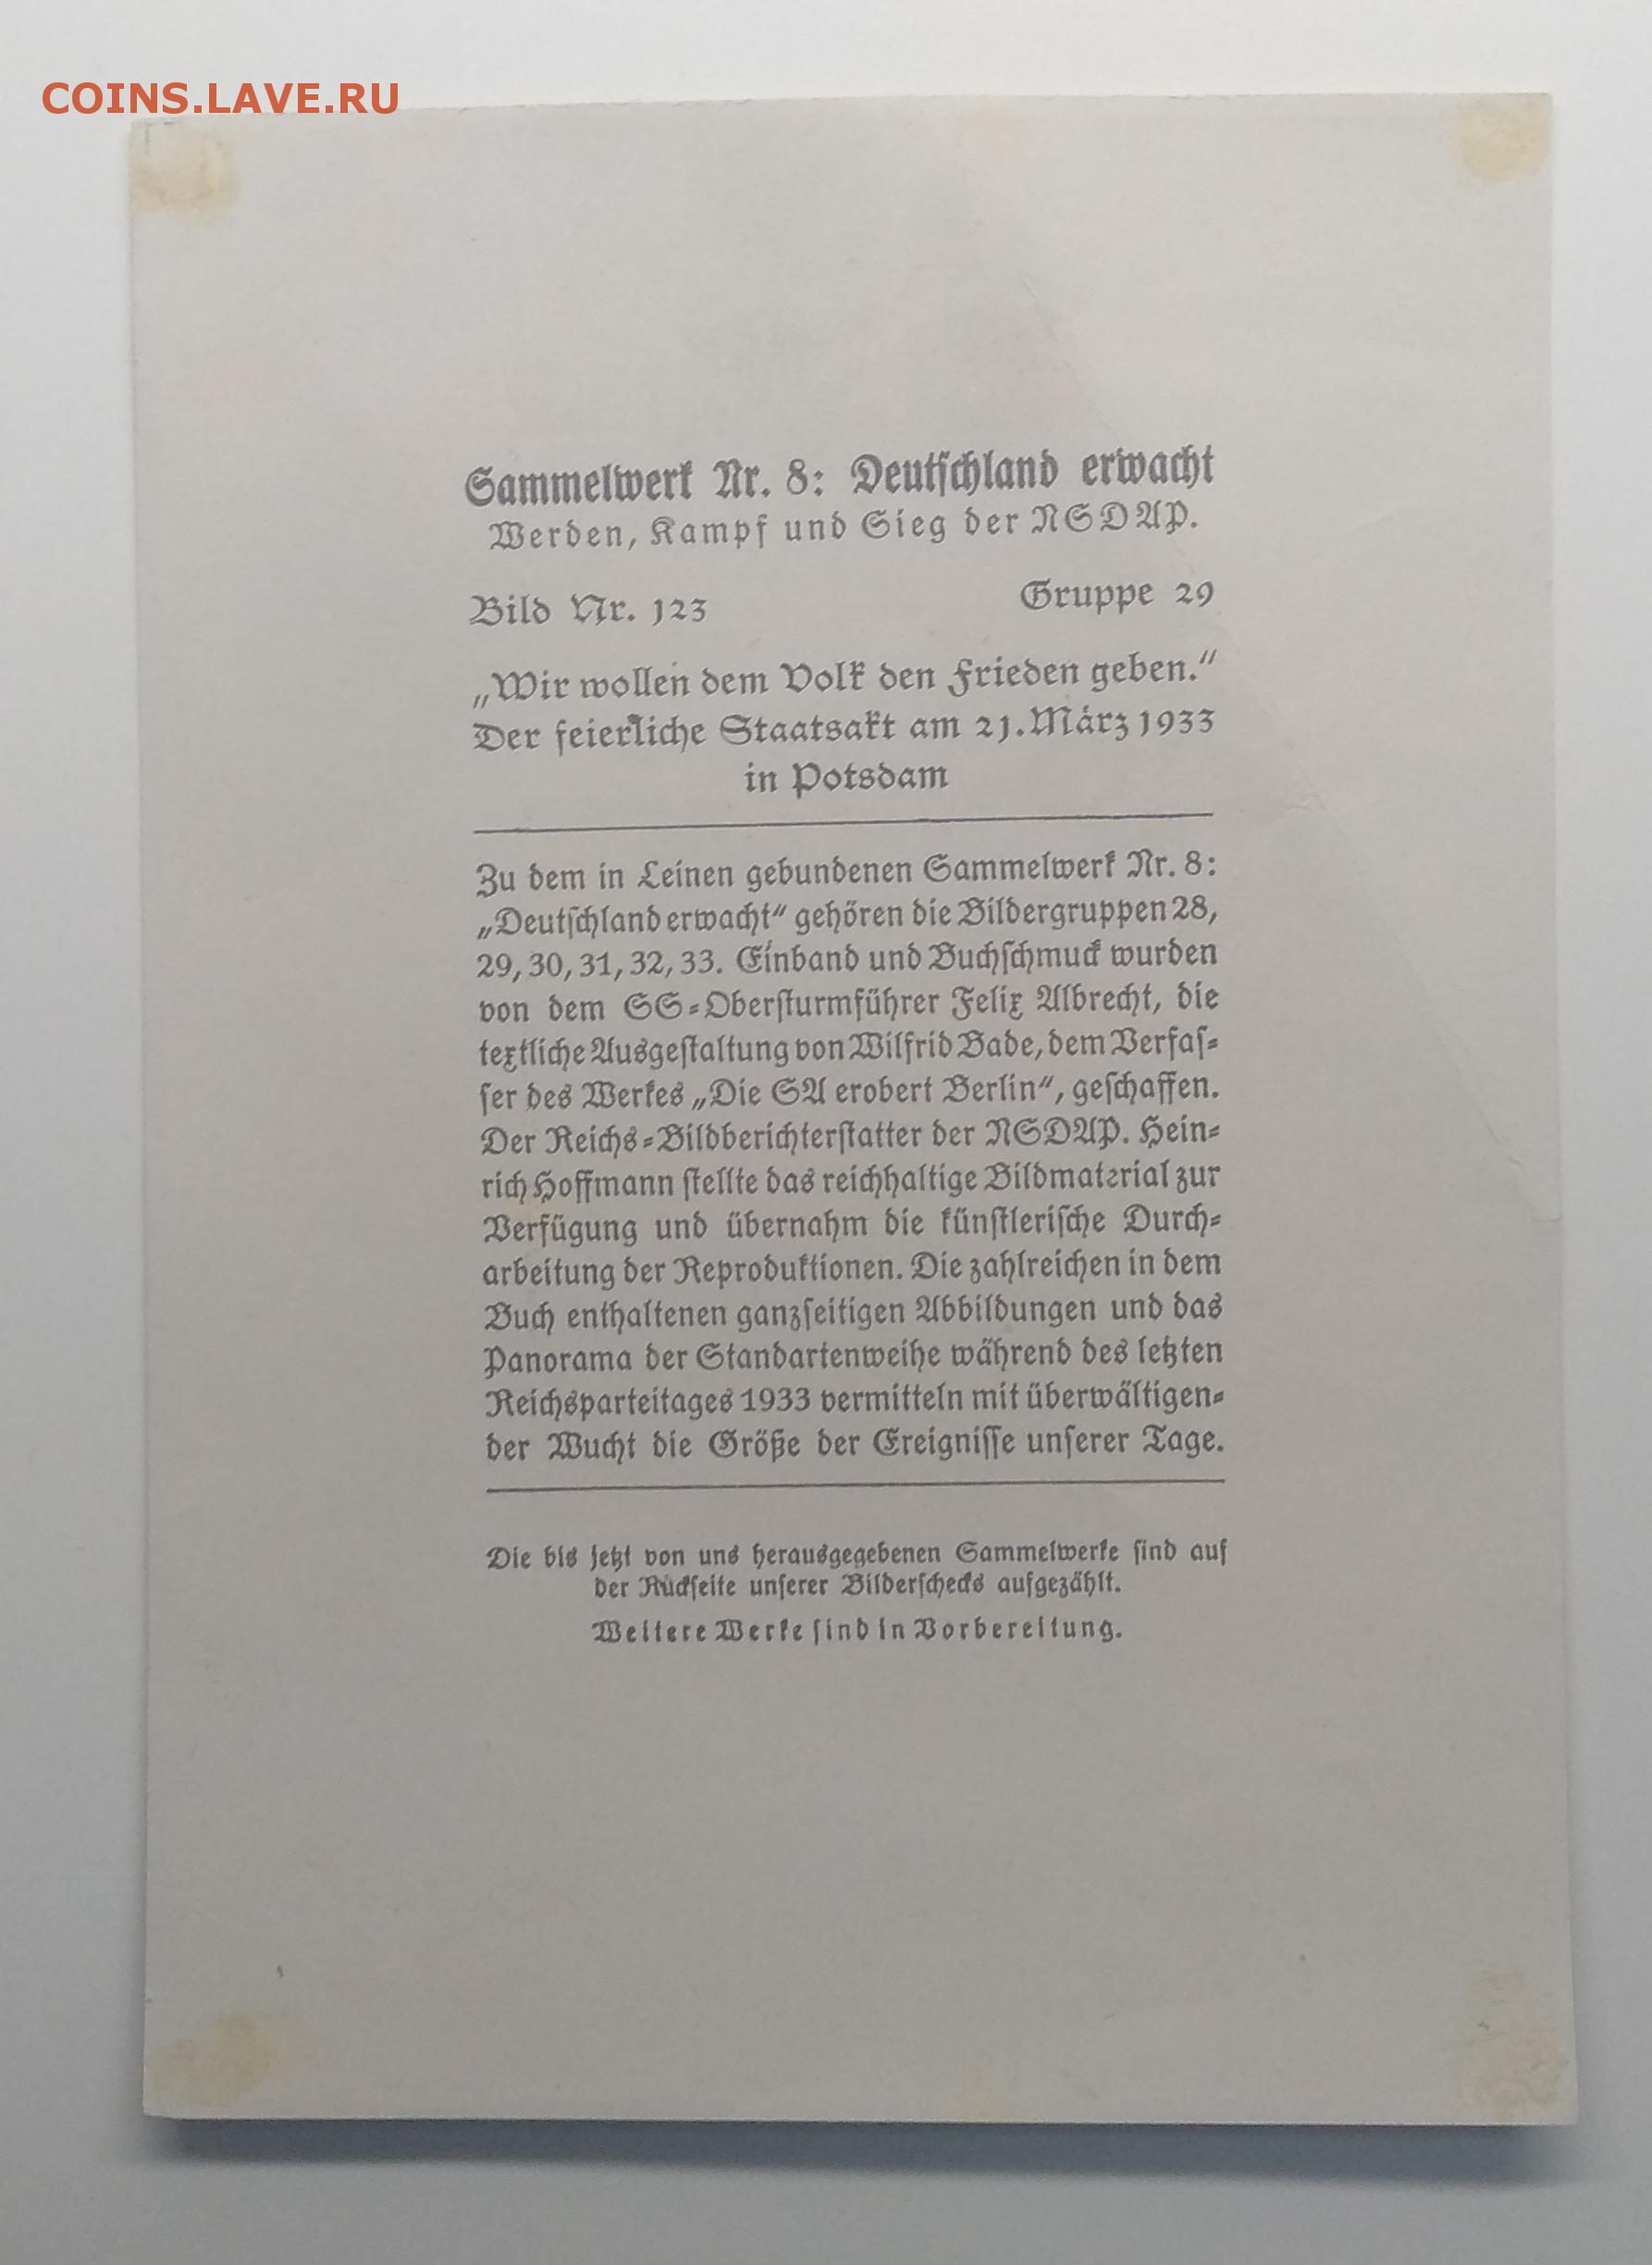 COINS.LAVE.RU
Sammelwerk Nr. 8: Deutſchland erwacht
Werden, Kampf und Sieg der NSDAP.
Bild Nr. 123 Gruppe 29
„Wir wollen dem Volk den Frieden geben.“
Der feierliche Staatsakt am 21. März 1933
in Potsdam
Zu dem in Leinen gebundenen Sammelwerk Nr. 8:
„Deutſchland erwacht“ gehören die Bildergruppen 28,
29, 30, 31, 32, 33. Einband und Buchſchmuck wurden
von dem SS-Oberſturmführer Felix Albrecht, die
textliche Ausgeſtaltung von Wilfrid Bade, dem Verfaſ-
ſer des Werkes „Die SA erobert Berlin“, geſchaffen.
Der Reichs-Bildberichterſtatter der NSDAP. Hein-
rich Hoffmann ſtellte das reichhaltige Bildmaterial zur
Verfügung und übernahm die künſtleriſche Durch-
arbeitung der Reproduktionen. Die zahlreichen in dem
Buch enthaltenen ganzſeitigen Abbildungen und das
Panorama der Standartenweihe während des letzten
Reichsparteitages 1933 vermitteln mit überwältigen-
der Wucht die Größe der Ereigniſſe unſerer Tage.
Die bis jetzt von uns herausgegebenen Sammelwerke ſind auf
der Rückſeite unſerer Bilderſchecks aufgezählt.
Weitere Werke ſind in Vorbereitung.